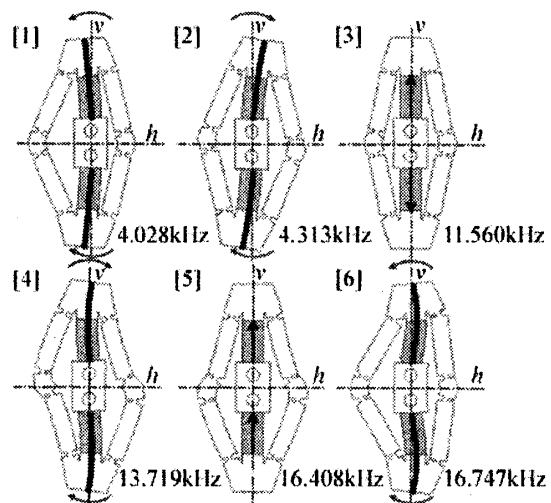 [1] v [2] v [3] v
h h h
4.028kHz 4.313kHz 11.560kHz
[4] v [5] v [6] v
h h h
13.719kHz 16.408kHz 16.747kHz